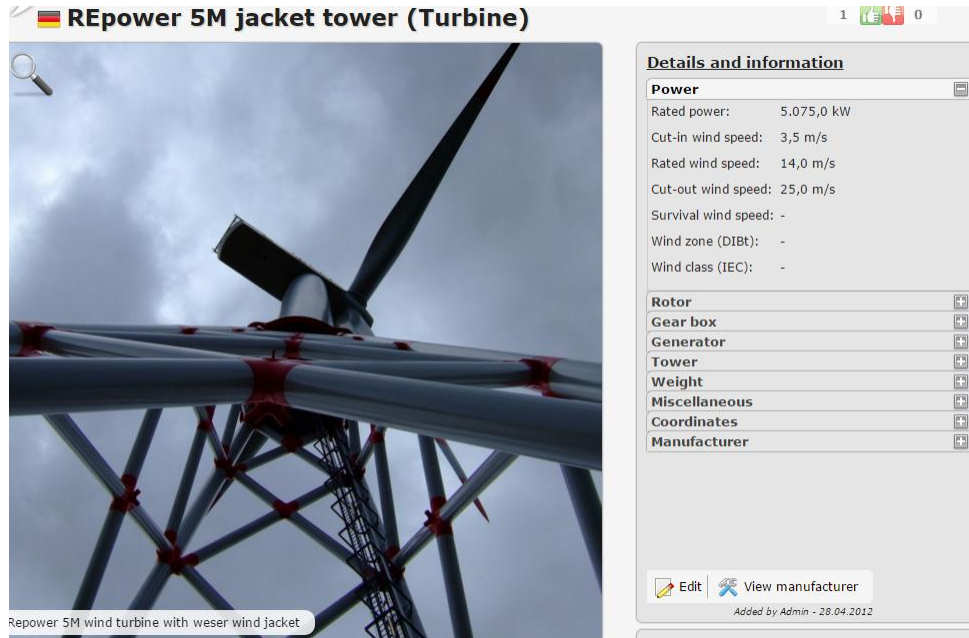 REpower 5M jacket tower (Turbine)
1 0
Details and information
Power
Rated power: 5.075,0 kW
Cut-in wind speed: 3,5 m/s
Rated wind speed: 14,0 m/s
Cut-out wind speed: 25,0 m/s
Survival wind speed: -
Wind zone (DIBt): -
Wind class (IEC): -
Rotor
Gear box
Generator
Tower
Weight
Miscellaneous
Coordinates
Manufacturer
Edit View manufacturer
Added by Admin - 28.04.2012
Repower 5M wind turbine with weser wind jacket